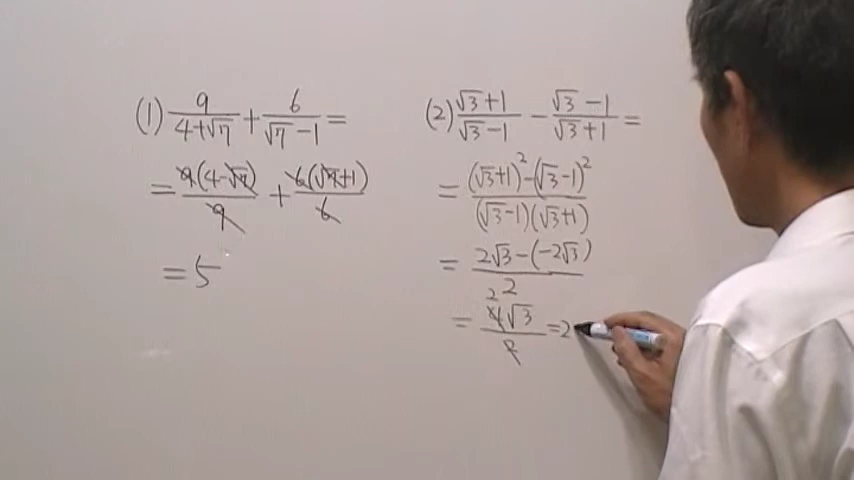 (1) 9/(4+√7) + 6/(√7-1) =
= 9(4-√7)/9 + 6(√7+1)/6
= 5
(2) (√3+1)/(√3-1) - (√3-1)/(√3+1) =
= ((√3+1)²-(√3-1)²)/((√3-1)(√3+1))
= (2√3-(-2√3))/2
= 4√3/2 = 2
2